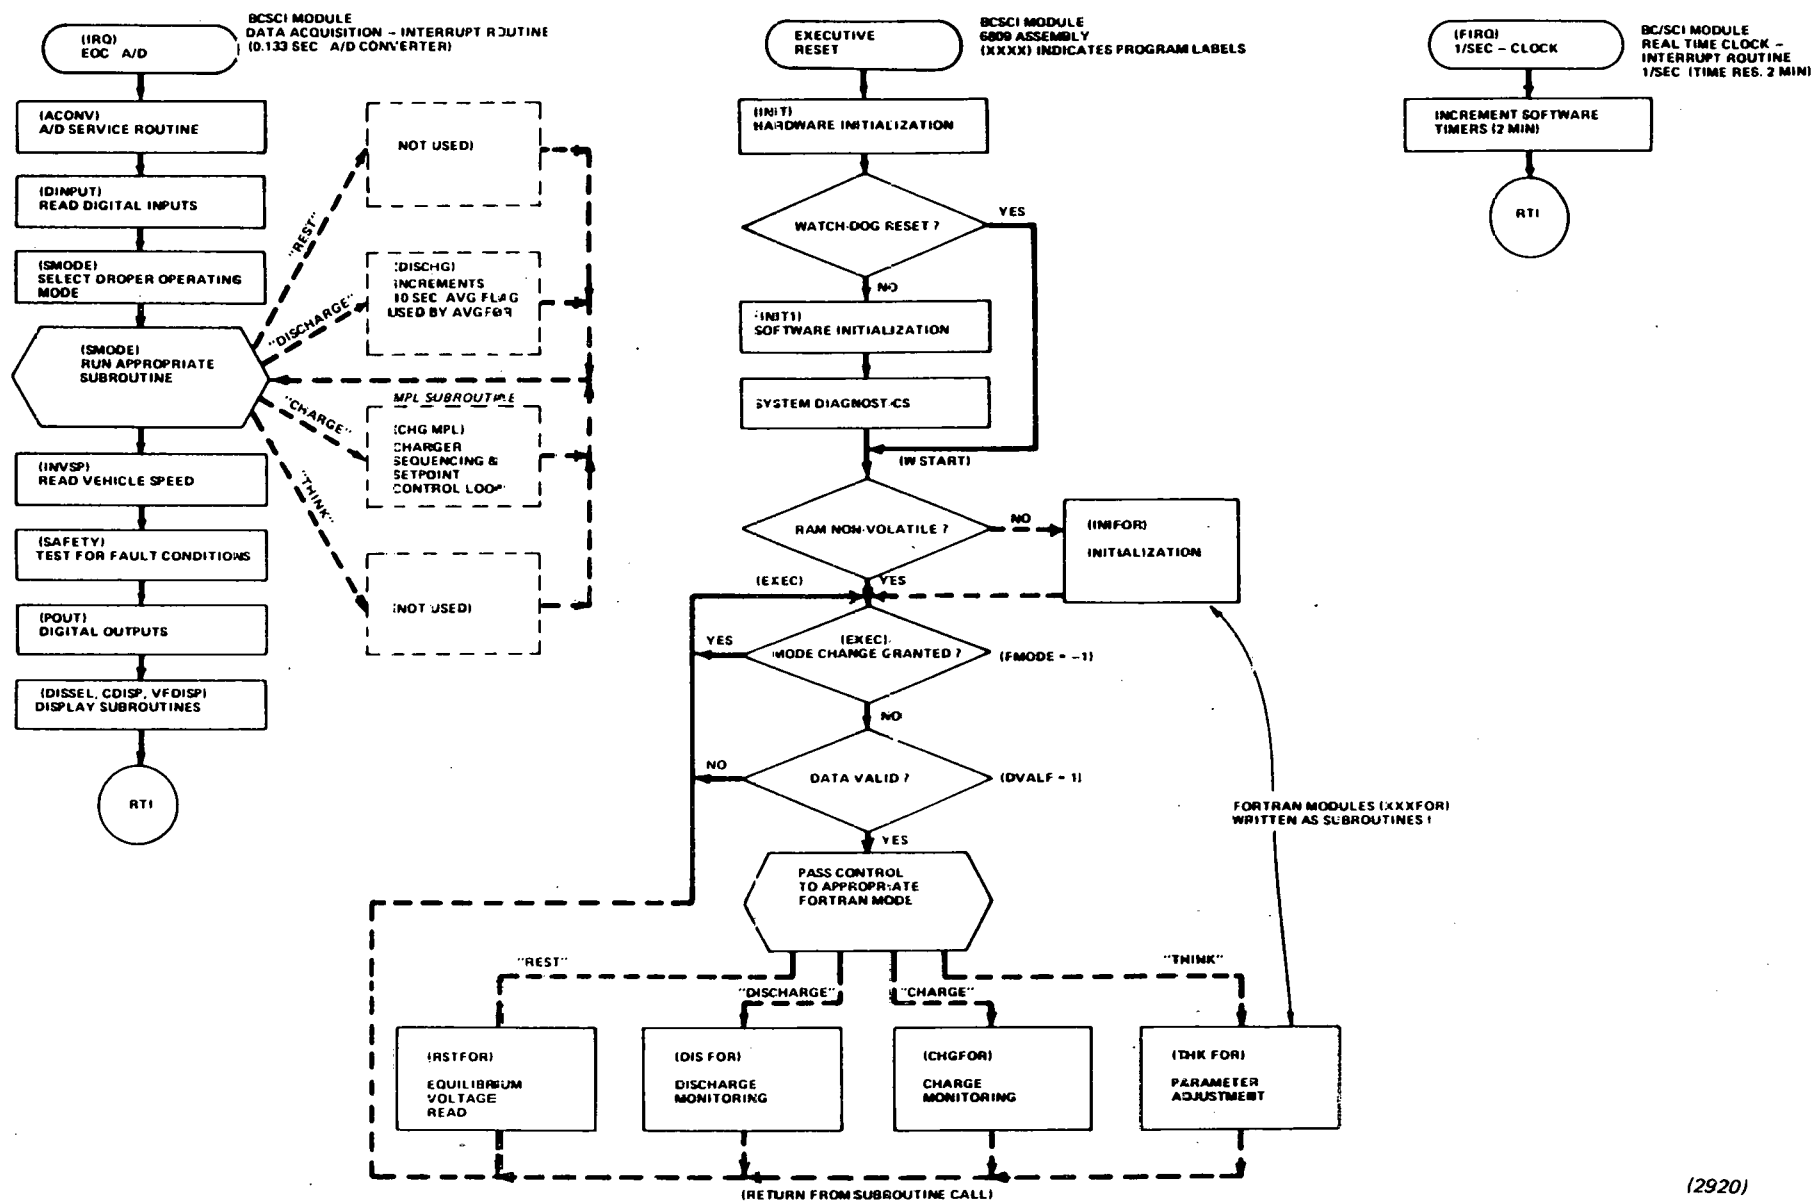 BCSCI MODULE
DATA ACQUISITION – INTERRUPT ROUTINE
(0.133 SEC A/D CONVERTER)
(IRQ)
EOC A/D
(ACONV)
A/D SERVICE ROUTINE
(DINPUT)
READ DIGITAL INPUTS
(SMODE)
SELECT DROPER OPERATING
MODE
(SMODE)
RUN APPROPRIATE
SUBROUTINE
(INVSP)
READ VEHICLE SPEED
(SAFETY)
TEST FOR FAULT CONDITIONS
(POUT)
DIGITAL OUTPUTS
(DISSEL, CDISP, VFDISP)
DISPLAY SUBROUTINES
RTI
"REST"
"DISCHARGE"
"CHARGE"
"THINK"
NOT USED)
(DISCHG)
INCREMENTS
10 SEC AVG FLAG
USED BY AVGFOR
MPL SUBROUTINE
(CHG MPL)
CHARGER
SEQUENCING &
SETPOINT
CONTROL LOOP
(NOT USED)
EXECUTIVE
RESET
BCSCI MODULE
6809 ASSEMBLY
(XXXX) INDICATES PROGRAM LABELS
(INIT)
HARDWARE INITIALIZATION
WATCH-DOG RESET ?
YES
NO
(INIT1)
SOFTWARE INITIALIZATION
SYSTEM DIAGNOSTICS
(W START)
RAM NON-VOLATILE ?
NO
(INIFOR)
INITIALIZATION
(EXEC)
YES
(EXEC)
MODE CHANGE GRANTED ?
YES
(FMODE = -1)
NO
DATA VALID ?
NO
(DVALF = 1)
YES
PASS CONTROL
TO APPROPRIATE
FORTRAN MODE
"REST"
"DISCHARGE"
"CHARGE"
"THINK"
(RSTFOR)
EQUILIBRIUM
VOLTAGE
READ
(DIS FOR)
DISCHARGE
MONITORING
(CHGFOR)
CHARGE
MONITORING
(THK FOR)
PARAMETER
ADJUSTMENT
(RETURN FROM SUBROUTINE CALL)
(FIRQ)
1/SEC – CLOCK
BC/SCI MODULE
REAL TIME CLOCK –
INTERRUPT ROUTINE
1/SEC (TIME RES. 2 MIN)
INCREMENT SOFTWARE
TIMERS (2 MIN)
RTI
FORTRAN MODULES (XXXFOR)
WRITTEN AS SUBROUTINES !
(2920)